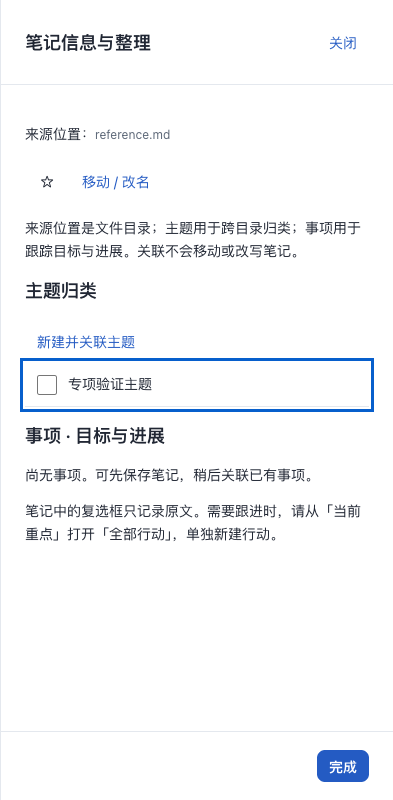 笔记信息与整理
关闭
来源位置：reference.md
移动 / 改名
来源位置是文件目录；主题用于跨目录归类；事项用于
跟踪目标与进展。关联不会移动或改写笔记。
主题归类
新建并关联主题
专项验证主题
事项 · 目标与进展
尚无事项。可先保存笔记，稍后关联已有事项。
笔记中的复选框只记录原文。需要跟进时，请从「当前
重点」打开「全部行动」，单独新建行动。
完成